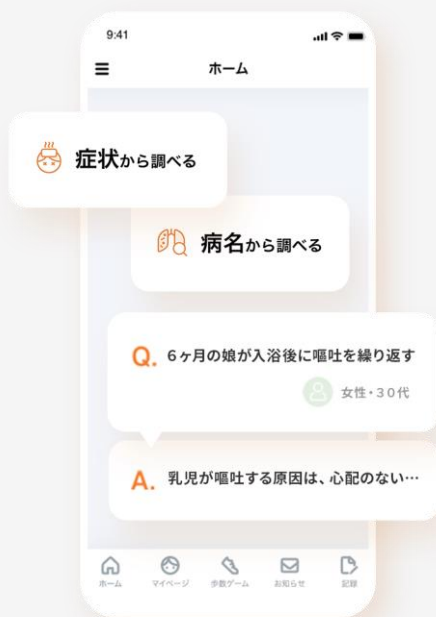 9:41
ホーム
症状から調べる
病名から調べる
Q. 6ヶ月の娘が入浴後に嘔吐を繰り返す
女性・30代
A. 乳児が嘔吐する原因は、心配のない…
ホーム マイページ 歩数ゲーム お知らせ 記録